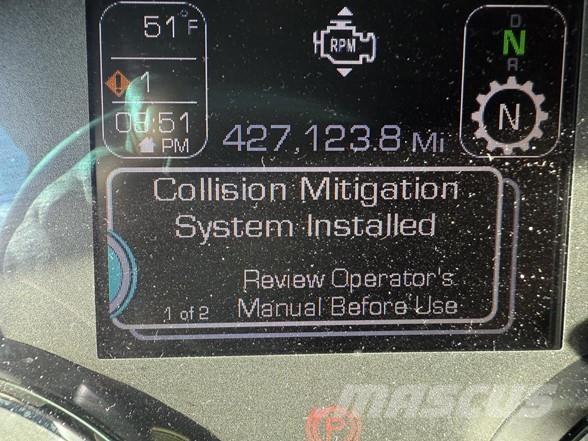 51°F
RPM
D
N
R
1
08:51
PM
N
427,123.8 Mi
Collision Mitigation
System Installed
Review Operator's
1 of 2 Manual Before Use
P
MASCUS